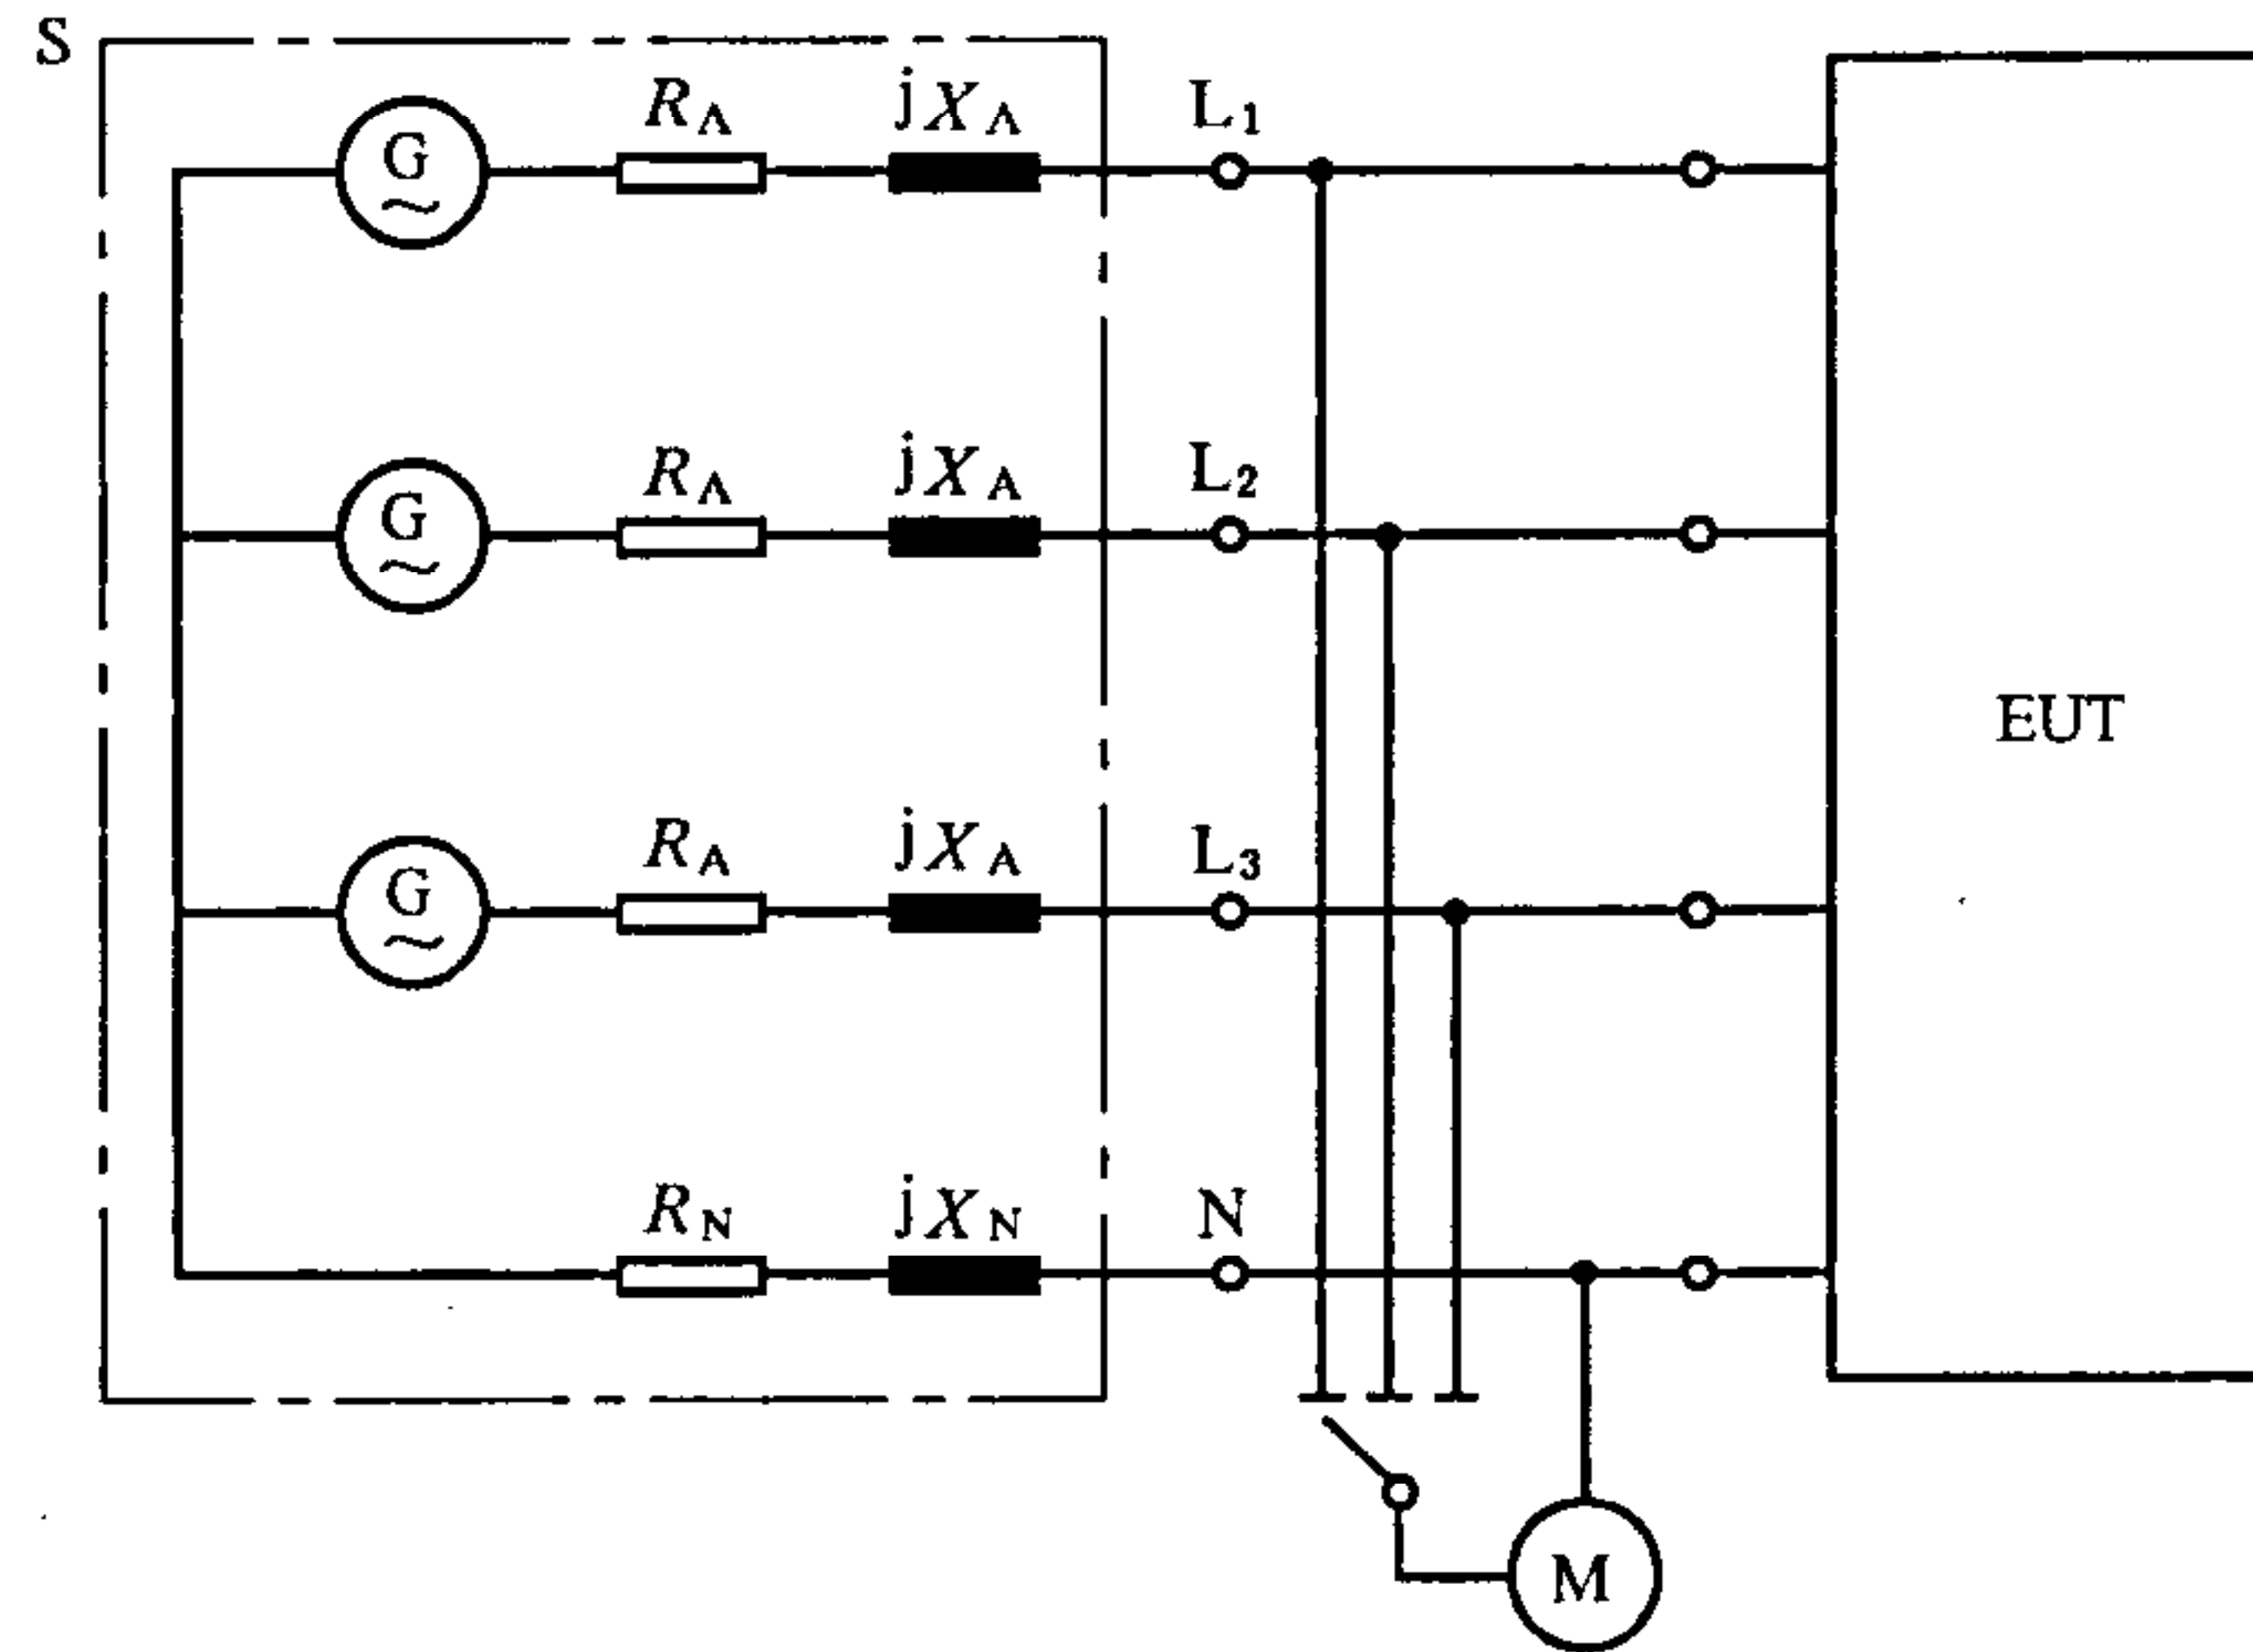 S
R_A jX_A L₁
G
~
R_A jX_A L₂
G
~
EUT
R_A jX_A L₃
G
~
R_N jX_N N
M